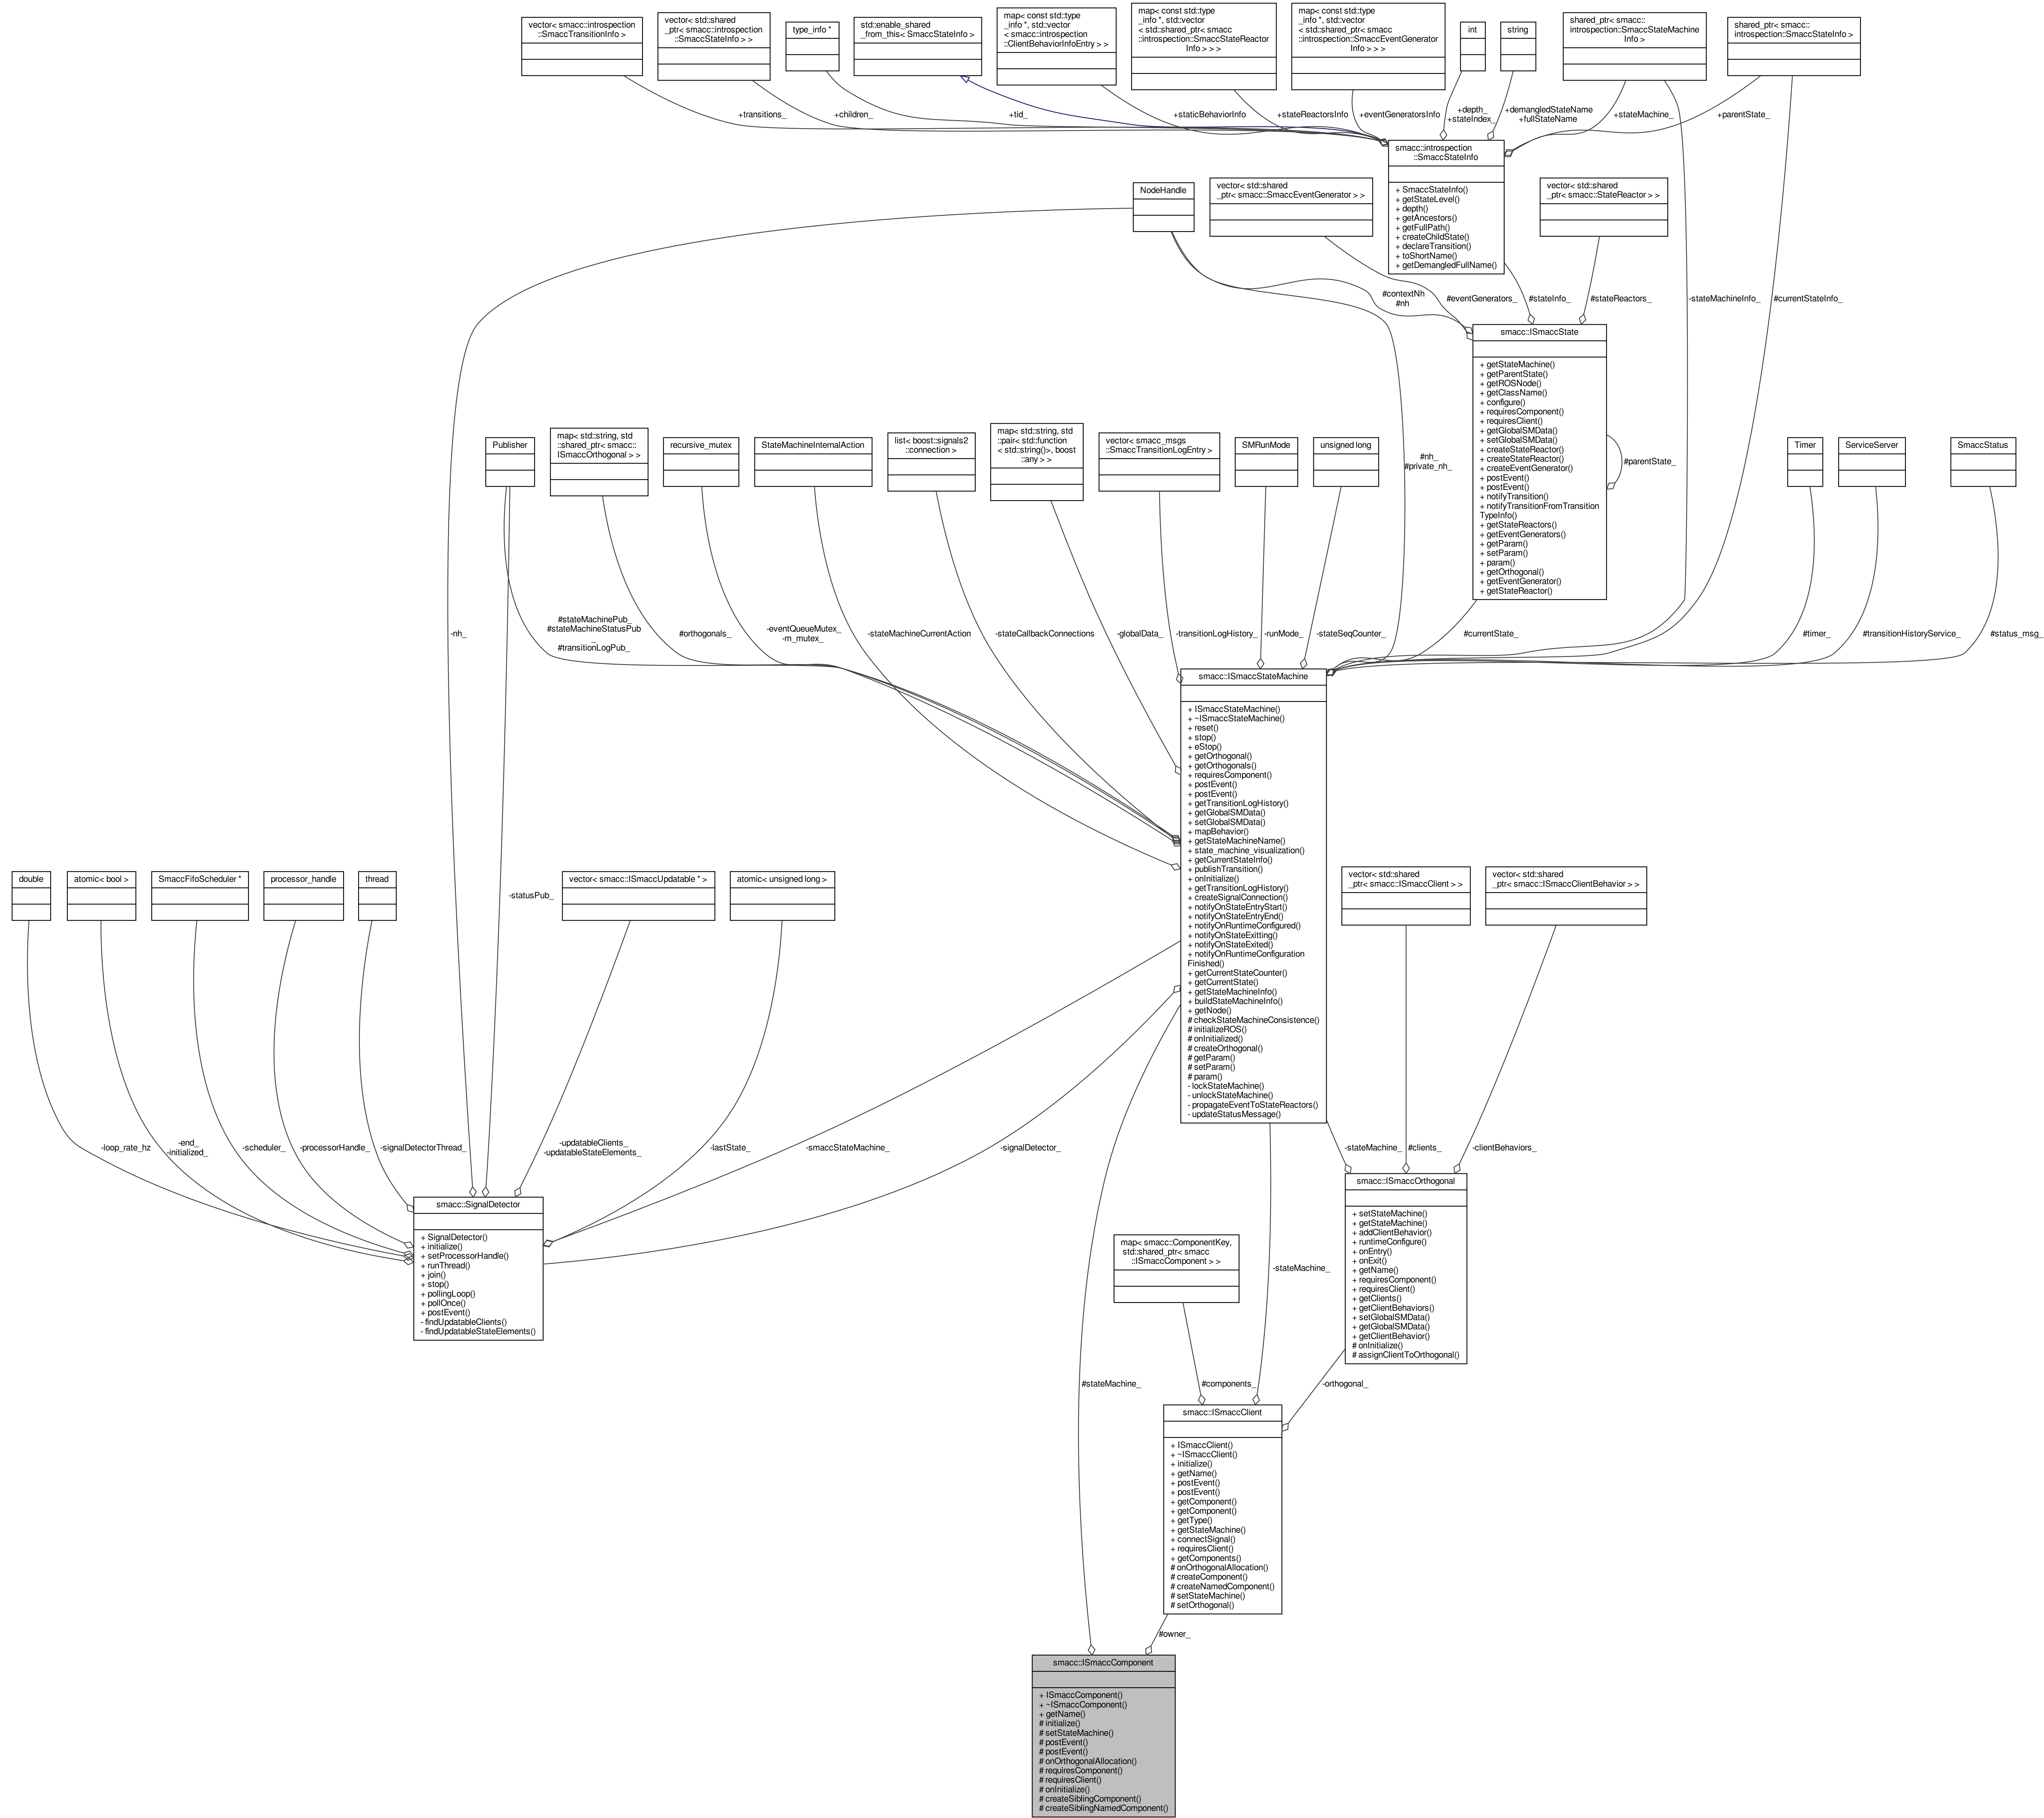 vector< smacc::introspection
::SmaccTransitionInfo >
vector< std::shared
_ptr< smacc::introspection
::SmaccStateInfo > >
type_info *
std::enable_shared
_from_this< SmaccStateInfo >
map< const std::type
_info *, std::vector
< smacc::introspection
::ClientBehaviorInfoEntry > >
map< const std::type
_info *, std::vector
< std::shared_ptr< smacc
::introspection::SmaccStateReactor
Info > > >
map< const std::type
_info *, std::vector
< std::shared_ptr< smacc
::introspection::SmaccEventGenerator
Info > > >
int
string
shared_ptr< smacc::
introspection::SmaccStateMachine
Info >
shared_ptr< smacc::
introspection::SmaccStateInfo >
+transitions_
+children_
+tid_
+staticBehaviorInfo
+stateReactorsInfo
+eventGeneratorsInfo
+depth_
+stateIndex_
+demangledStateName
+fullStateName
+stateMachine_
+parentState_
smacc::introspection
::SmaccStateInfo
+ SmaccStateInfo()
+ getStateLevel()
+ depth()
+ getAncestors()
+ getFullPath()
+ createChildState()
+ declareTransition()
+ toShortName()
+ getDemangledFullName()
NodeHandle
vector< std::shared
_ptr< smacc::SmaccEventGenerator > >
vector< std::shared
_ptr< smacc::StateReactor > >
#contextNh
#nh
#eventGenerators_
#stateInfo_
#stateReactors_
-stateMachineInfo_
#currentStateInfo_
smacc::ISmaccState
+ getStateMachine()
+ getParentState()
+ getROSNode()
+ getClassName()
+ configure()
+ requiresComponent()
+ requiresClient()
+ getGlobalSMData()
+ setGlobalSMData()
+ createStateReactor()
+ createStateReactor()
+ createEventGenerator()
+ postEvent()
+ postEvent()
+ notifyTransition()
+ notifyTransitionFromTransition
TypeInfo()
+ getStateReactors()
+ getEventGenerators()
+ getParam()
+ setParam()
+ param()
+ getOrthogonal()
+ getEventGenerator()
+ getStateReactor()
#parentState_
Publisher
map< std::string, std
::shared_ptr< smacc::
ISmaccOrthogonal > >
recursive_mutex
StateMachineInternalAction
list< boost::signals2
::connection >
map< std::string, std
::pair< std::function
< std::string()>, boost
::any > >
vector< smacc_msgs
::SmaccTransitionLogEntry >
SMRunMode
unsigned long
#nh_
#private_nh_
Timer
ServiceServer
SmaccStatus
-nh_
#stateMachinePub_
#stateMachineStatusPub
_
#transitionLogPub_
#orthogonals_
-eventQueueMutex_
-m_mutex_
-stateMachineCurrentAction
-stateCallbackConnections
-globalData_
-transitionLogHistory_
-runMode_
-stateSeqCounter_
#currentState_
#timer_
#transitionHistoryService_
#status_msg_
smacc::ISmaccStateMachine
+ ISmaccStateMachine()
+ ~ISmaccStateMachine()
+ reset()
+ stop()
+ eStop()
+ getOrthogonal()
+ getOrthogonals()
+ requiresComponent()
+ postEvent()
+ postEvent()
+ getTransitionLogHistory()
+ getGlobalSMData()
+ setGlobalSMData()
+ mapBehavior()
+ getStateMachineName()
+ state_machine_visualization()
+ getCurrentStateInfo()
+ publishTransition()
+ onInitialize()
+ getTransitionLogHistory()
+ createSignalConnection()
+ notifyOnStateEntryStart()
+ notifyOnStateEntryEnd()
+ notifyOnRuntimeConfigured()
+ notifyOnStateExitting()
+ notifyOnStateExited()
+ notifyOnRuntimeConfiguration
Finished()
+ getCurrentStateCounter()
+ getCurrentState()
+ getStateMachineInfo()
+ buildStateMachineInfo()
+ getNode()
# checkStateMachineConsistence()
# initializeROS()
# onInitialized()
# createOrthogonal()
# getParam()
# setParam()
# param()
- lockStateMachine()
- unlockStateMachine()
- propagateEventToStateReactors()
- updateStatusMessage()
double
atomic< bool >
SmaccFifoScheduler *
processor_handle
thread
-statusPub_
vector< smacc::ISmaccUpdatable * >
atomic< unsigned long >
vector< std::shared
_ptr< smacc::ISmaccClient > >
vector< std::shared
_ptr< smacc::ISmaccClientBehavior > >
-loop_rate_hz
-end_
-initialized_
-scheduler_
-processorHandle_
-signalDetectorThread_
-updatableClients_
-updatableStateElements_
-lastState_
-smaccStateMachine_
-signalDetector_
-stateMachine_
#clients_
-clientBehaviors_
smacc::SignalDetector
+ SignalDetector()
+ initialize()
+ setProcessorHandle()
+ runThread()
+ join()
+ stop()
+ pollingLoop()
+ pollOnce()
+ postEvent()
- findUpdatableClients()
- findUpdatableStateElements()
smacc::ISmaccOrthogonal
+ setStateMachine()
+ getStateMachine()
+ addClientBehavior()
+ runtimeConfigure()
+ onEntry()
+ onExit()
+ getName()
+ requiresComponent()
+ requiresClient()
+ getClients()
+ getClientBehaviors()
+ setGlobalSMData()
+ getGlobalSMData()
+ getClientBehavior()
# onInitialize()
# assignClientToOrthogonal()
map< smacc::ComponentKey,
std::shared_ptr< smacc
::ISmaccComponent > >
-stateMachine_
#stateMachine_
#components_
-orthogonal_
smacc::ISmaccClient
+ ISmaccClient()
+ ~ISmaccClient()
+ initialize()
+ getName()
+ postEvent()
+ postEvent()
+ getComponent()
+ getComponent()
+ getType()
+ getStateMachine()
+ connectSignal()
+ requiresClient()
+ getComponents()
# onOrthogonalAllocation()
# createComponent()
# createNamedComponent()
# setStateMachine()
# setOrthogonal()
#owner_
smacc::ISmaccComponent
+ ISmaccComponent()
+ ~ISmaccComponent()
+ getName()
# initialize()
# setStateMachine()
# postEvent()
# postEvent()
# onOrthogonalAllocation()
# requiresComponent()
# requiresClient()
# onInitialize()
# createSiblingComponent()
# createSiblingNamedComponent()